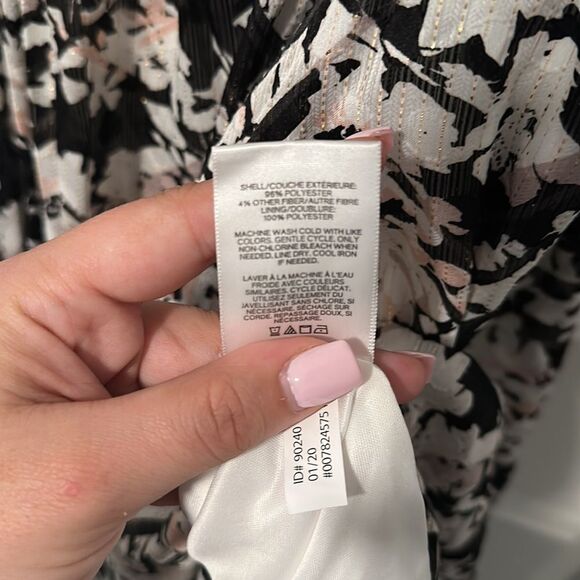 SHELL/COUCHE EXTÉRIEURE:
96% POLYESTER
4% OTHER FIBER/AUTRE FIBRE
LINING/DOUBLURE:
100% POLYESTER
MACHINE WASH COLD WITH LIKE
COLORS. GENTLE CYCLE. ONLY
NON-CHLORINE BLEACH WHEN
NEEDED. LINE DRY. COOL IRON
IF NEEDED.
LAVER À LA MACHINE À L'EAU
FROIDE AVEC COULEURS
SIMILAIRES. CYCLE DÉLICAT.
UTILISEZ SEULEMENT DU
JAVELLISANT SANS CHLORE, SI
NÉCESSAIRE. SÉCHAGE SUR
CORDE. REPASSAGE DOUX, SI
NÉCESSAIRE.
ID# 90240
01/20
#007824575